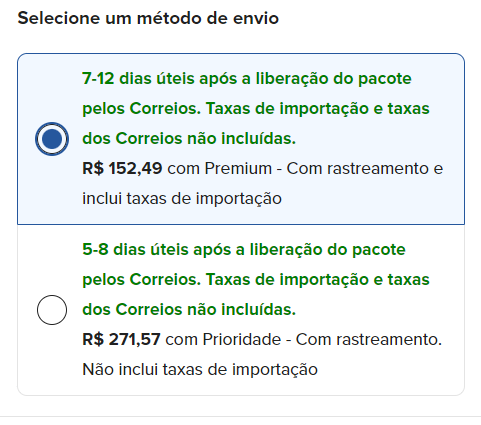 Selecione um método de envio
7-12 dias úteis após a liberação do pacote
pelos Correios. Taxas de importação e taxas
dos Correios não incluídas.
R$ 152,49 com Premium - Com rastreamento e
inclui taxas de importação
5-8 dias úteis após a liberação do pacote
pelos Correios. Taxas de importação e taxas
dos Correios não incluídas.
R$ 271,57 com Prioridade - Com rastreamento.
Não inclui taxas de importação